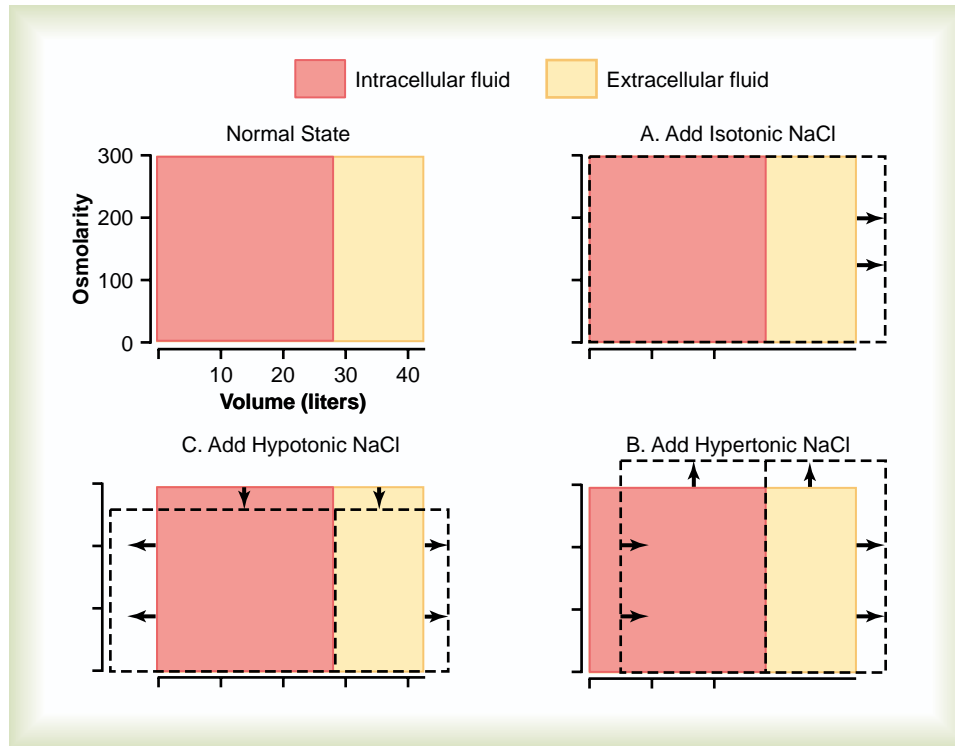 Intracellular fluid
Extracellular fluid
Normal State
A. Add Isotonic NaCl
300
200
100
0
Osmolarity
10 20 30 40
Volume (liters)
C. Add Hypotonic NaCl
B. Add Hypertonic NaCl